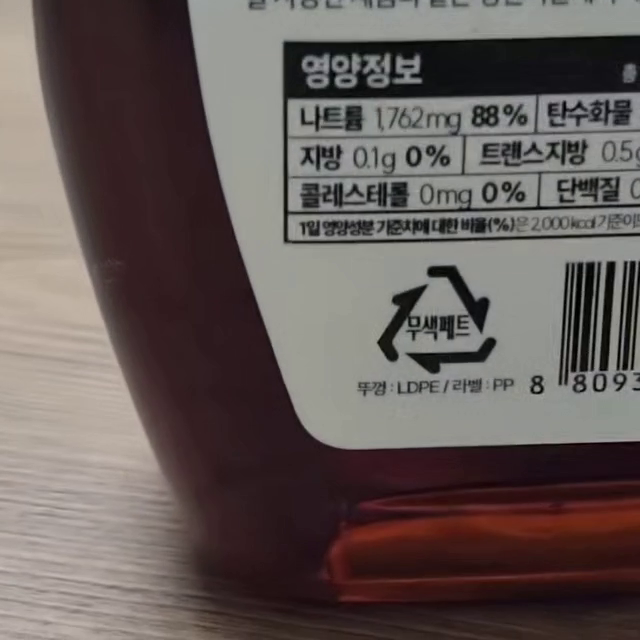 영양정보
나트륨 1,762mg 88% 탄수화물
지방 0.1g 0% 트랜스지방 0.5g
콜레스테롤 0mg 0% 단백질 0
1일 영양성분 기준치에 대한 비율(%)은 2,000kcal 기준이
무색페트
뚜껑 : LDPE / 라벨 : PP
8 8093